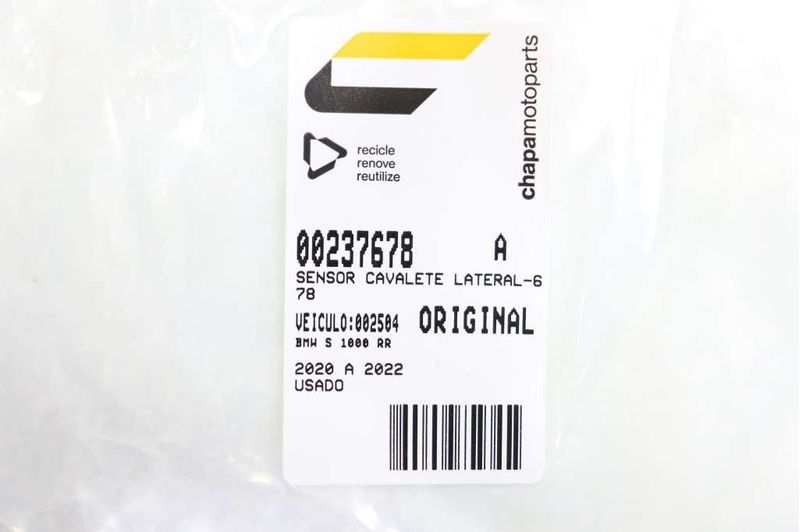 chapamotoparts
recicle
renove
reutilize
00237678 A
SENSOR CAVALETE LATERAL-6
78
VEICULO:002504 ORIGINAL
BMW S 1000 RR
2020 A 2022
USADO